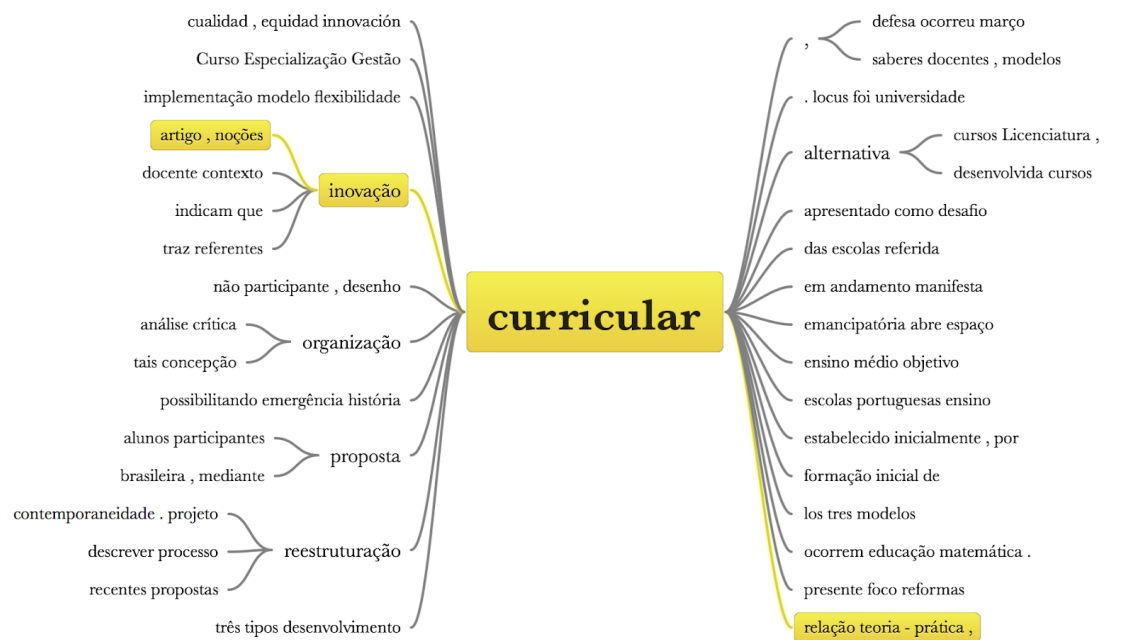 cualidad , equidad innovación
Curso Especialização Gestão
implementação modelo flexibilidade
artigo , noções
docente contexto
indicam que
traz referentes
inovação
não participante , desenho
análise crítica
tais concepção
organização
possibilitando emergência história
alunos participantes
brasileira , mediante
proposta
contemporaneidade . projeto
descrever processo
recentes propostas
reestruturação
três tipos desenvolvimento
curricular
,
defesa ocorreu março
saberes docentes , modelos
. locus foi universidade
alternativa
cursos Licenciatura ,
desenvolvida cursos
apresentado como desafio
das escolas referida
em andamento manifesta
emancipatória abre espaço
ensino médio objetivo
escolas portuguesas ensino
estabelecido inicialmente , por
formação inicial de
los tres modelos
ocorrem educação matemática .
presente foco reformas
relação teoria - prática ,